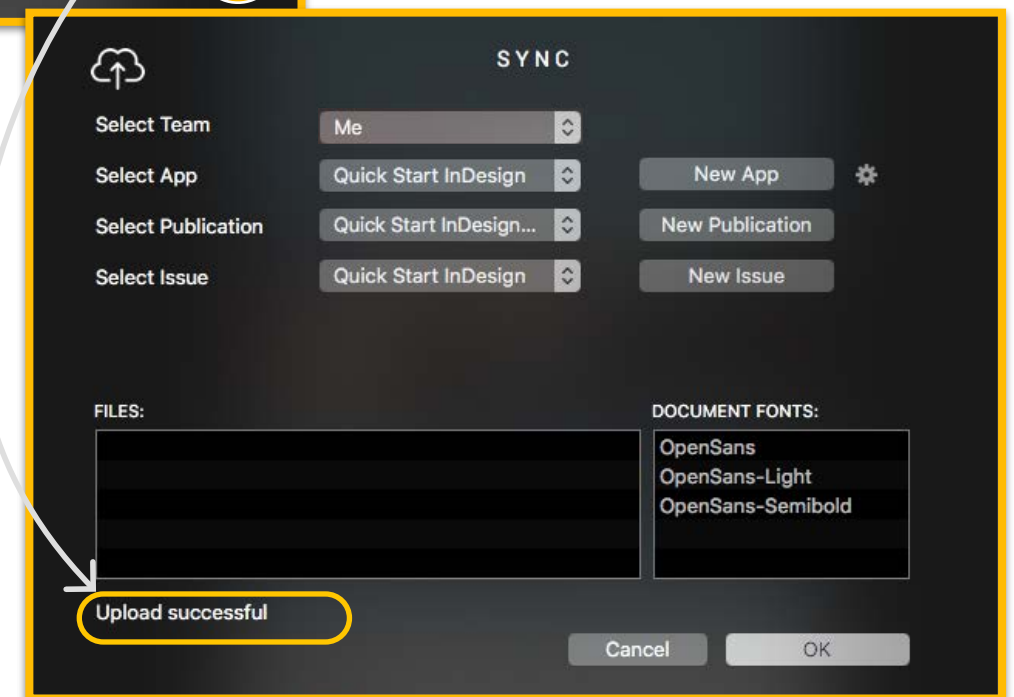 SYNC
Select Team Me
Select App Quick Start InDesign New App
Select Publication Quick Start InDesign... New Publication
Select Issue Quick Start InDesign New Issue
FILES: DOCUMENT FONTS:
OpenSans
OpenSans-Light
OpenSans-Semibold
Upload successful
Cancel OK